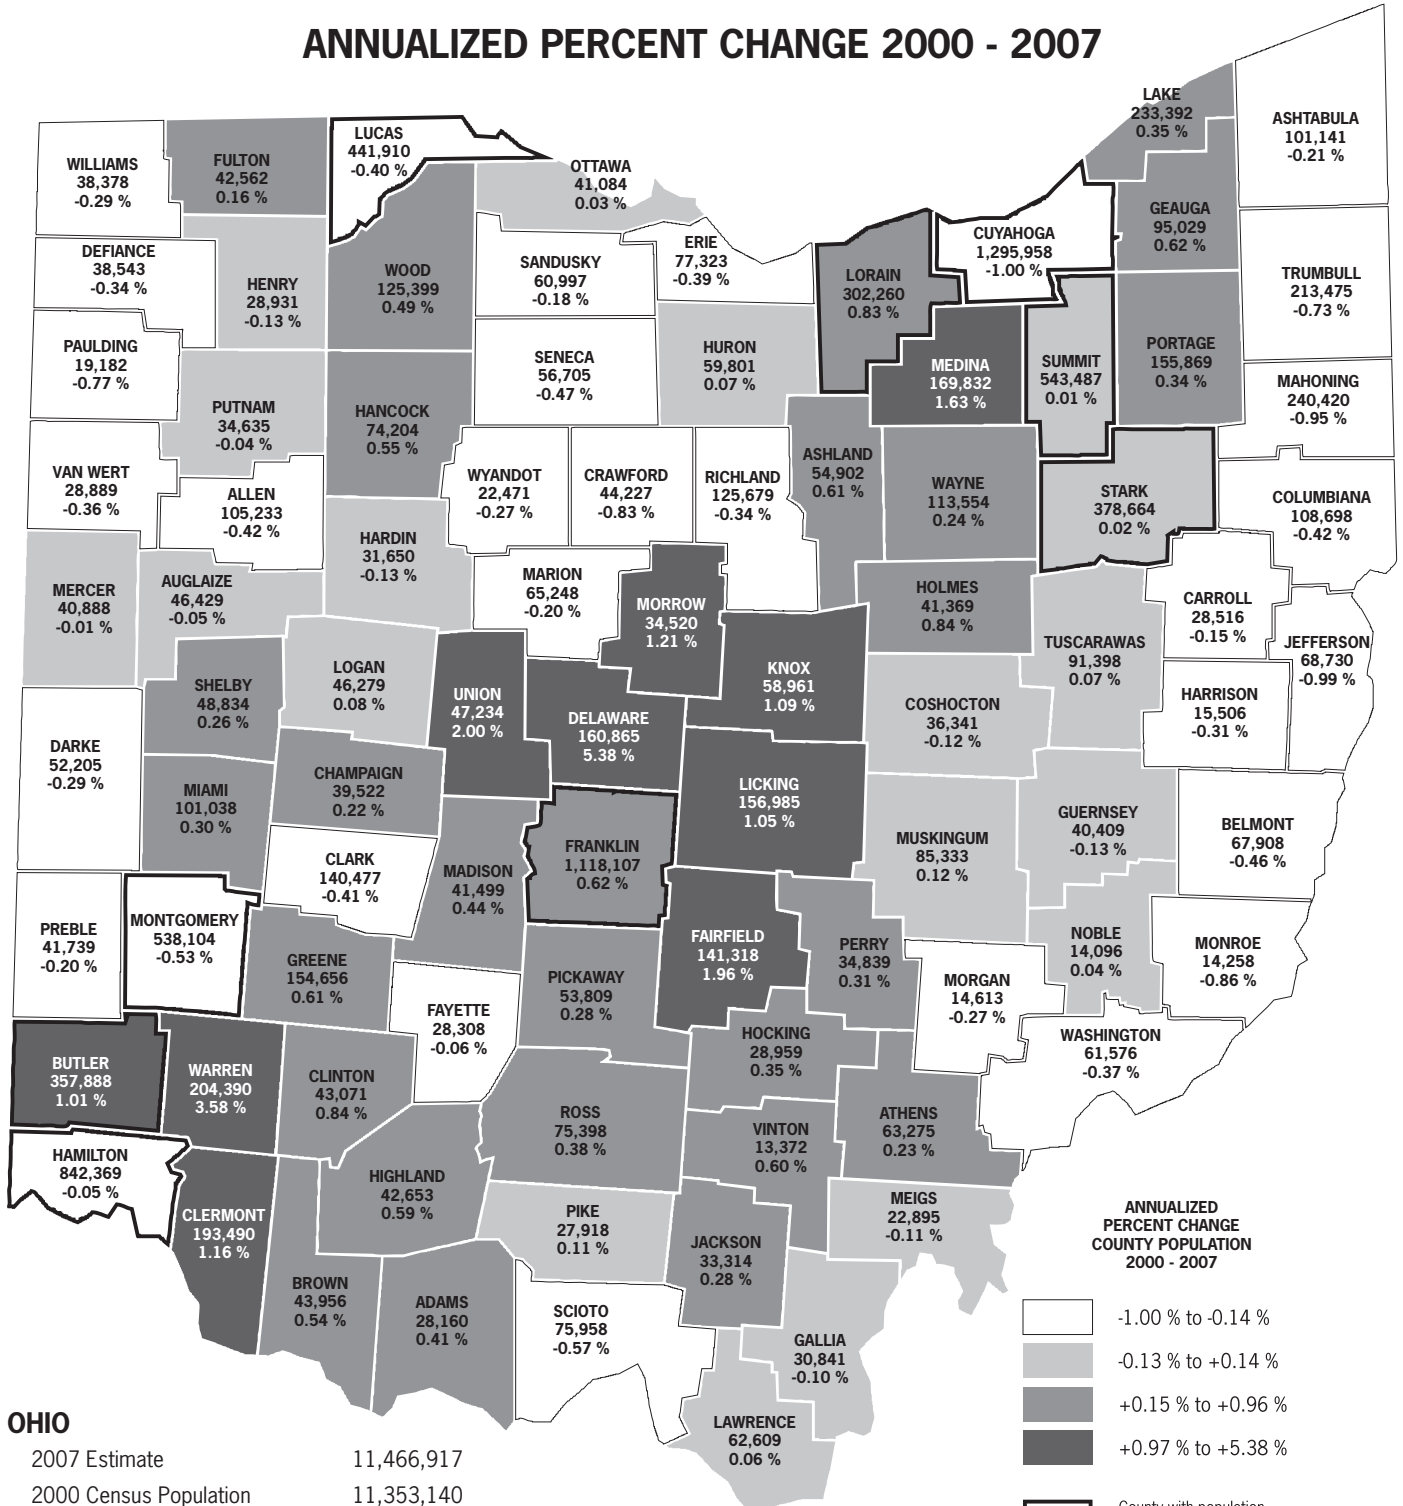 ANNUALIZED PERCENT CHANGE 2000 - 2007
WILLIAMS
38,378
-0.29 %
FULTON
42,562
0.16 %
LUCAS
441,910
-0.40 %
OTTAWA
41,084
0.03 %
LAKE
233,392
0.35 %
ASHTABULA
101,141
-0.21 %
DEFIANCE
38,543
-0.34 %
HENRY
28,931
-0.13 %
WOOD
125,399
0.49 %
SANDUSKY
60,997
-0.18 %
ERIE
77,323
-0.39 %
LORAIN
302,260
0.83 %
CUYAHOGA
1,295,958
-1.00 %
GEAUGA
95,029
0.62 %
TRUMBULL
213,475
-0.73 %
PAULDING
19,182
-0.77 %
PUTNAM
34,635
-0.04 %
HANCOCK
74,204
0.55 %
SENECA
56,705
-0.47 %
HURON
59,801
0.07 %
MEDINA
169,832
1.63 %
SUMMIT
543,487
0.01 %
PORTAGE
155,869
0.34 %
MAHONING
240,420
-0.95 %
VAN WERT
28,889
-0.36 %
ALLEN
105,233
-0.42 %
WYANDOT
22,471
-0.27 %
CRAWFORD
44,227
-0.83 %
RICHLAND
125,679
-0.34 %
ASHLAND
54,902
0.61 %
WAYNE
113,554
0.24 %
STARK
378,664
0.02 %
COLUMBIANA
108,698
-0.42 %
MERCER
40,888
-0.01 %
AUGLAIZE
46,429
-0.05 %
HARDIN
31,650
-0.13 %
MARION
65,248
-0.20 %
MORROW
34,520
1.21 %
HOLMES
41,369
0.84 %
TUSCARAWAS
91,398
0.07 %
CARROLL
28,516
-0.15 %
JEFFERSON
68,730
-0.99 %
SHELBY
48,834
0.26 %
LOGAN
46,279
0.08 %
UNION
47,234
2.00 %
DELAWARE
160,865
5.38 %
KNOX
58,961
1.09 %
COSHOCTON
36,341
-0.12 %
HARRISON
15,506
-0.31 %
DARKE
52,205
-0.29 %
MIAMI
101,038
0.30 %
CHAMPAIGN
39,522
0.22 %
LICKING
156,985
1.05 %
MUSKINGUM
85,333
0.12 %
GUERNSEY
40,409
-0.13 %
BELMONT
67,908
-0.46 %
CLARK
140,477
-0.41 %
MADISON
41,499
0.44 %
FRANKLIN
1,118,107
0.62 %
PREBLE
41,739
-0.20 %
MONTGOMERY
538,104
-0.53 %
GREENE
154,656
0.61 %
FAYETTE
28,308
-0.06 %
PICKAWAY
53,809
0.28 %
FAIRFIELD
141,318
1.96 %
PERRY
34,839
0.31 %
MORGAN
14,613
-0.27 %
NOBLE
14,096
0.04 %
MONROE
14,258
-0.86 %
BUTLER
357,888
1.01 %
WARREN
204,390
3.58 %
CLINTON
43,071
0.84 %
ROSS
75,398
0.38 %
HOCKING
28,959
0.35 %
ATHENS
63,275
0.23 %
WASHINGTON
61,576
-0.37 %
HAMILTON
842,369
-0.05 %
CLERMONT
193,490
1.16 %
HIGHLAND
42,653
0.59 %
PIKE
27,918
0.11 %
VINTON
13,372
0.60 %
MEIGS
22,895
-0.11 %
BROWN
43,956
0.54 %
ADAMS
28,160
0.41 %
SCIOTO
75,958
-0.57 %
JACKSON
33,314
0.28 %
GALLIA
30,841
-0.10 %
LAWRENCE
62,609
0.06 %
ANNUALIZED
PERCENT CHANGE
COUNTY POPULATION
2000 - 2007
-1.00 % to -0.14 %
-0.13 % to +0.14 %
+0.15 % to +0.96 %
+0.97 % to +5.38 %
OHIO
2007 Estimate 11,466,917
2000 Census Population 11,353,140